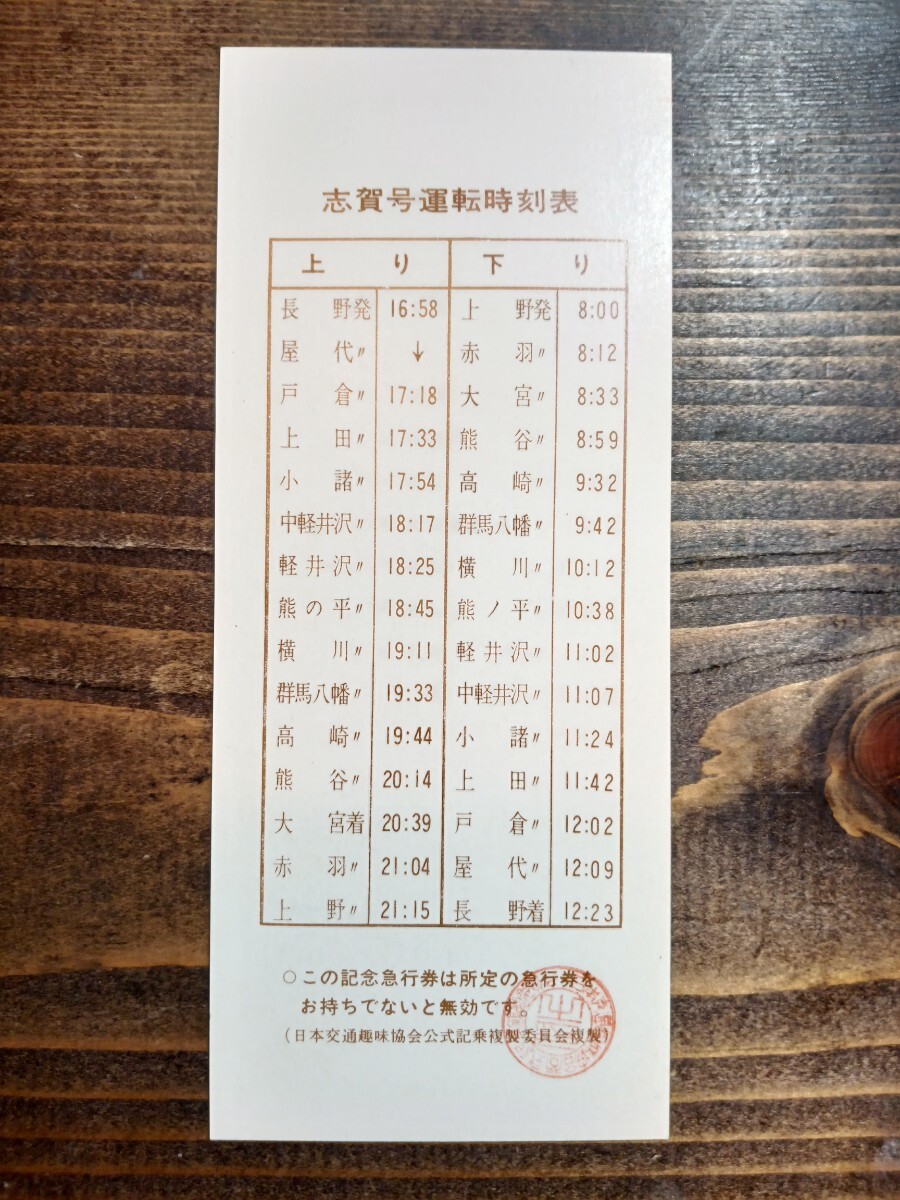 志賀号運転時刻表
上り 下り
長野発 16:58 上野発 8:00
屋代〃 ↓ 赤羽〃 8:12
戸倉〃 17:18 大宮〃 8:33
上田〃 17:33 熊谷〃 8:59
小諸〃 17:54 高崎〃 9:32
中軽井沢〃 18:17 群馬八幡〃 9:42
軽井沢〃 18:25 横川〃 10:12
熊の平〃 18:45 熊ノ平〃 10:38
横川〃 19:11 軽井沢〃 11:02
群馬八幡〃 19:33 中軽井沢〃 11:07
高崎〃 19:44 小諸〃 11:24
熊谷〃 20:14 上田〃 11:42
大宮着 20:39 戸倉〃 12:02
赤羽〃 21:04 屋代〃 12:09
上野〃 21:15 長野着 12:23
○この記念急行券は所定の急行券を
お持ちでないと無効です。
(日本交通趣味協会公式記乗複製委員会複製)